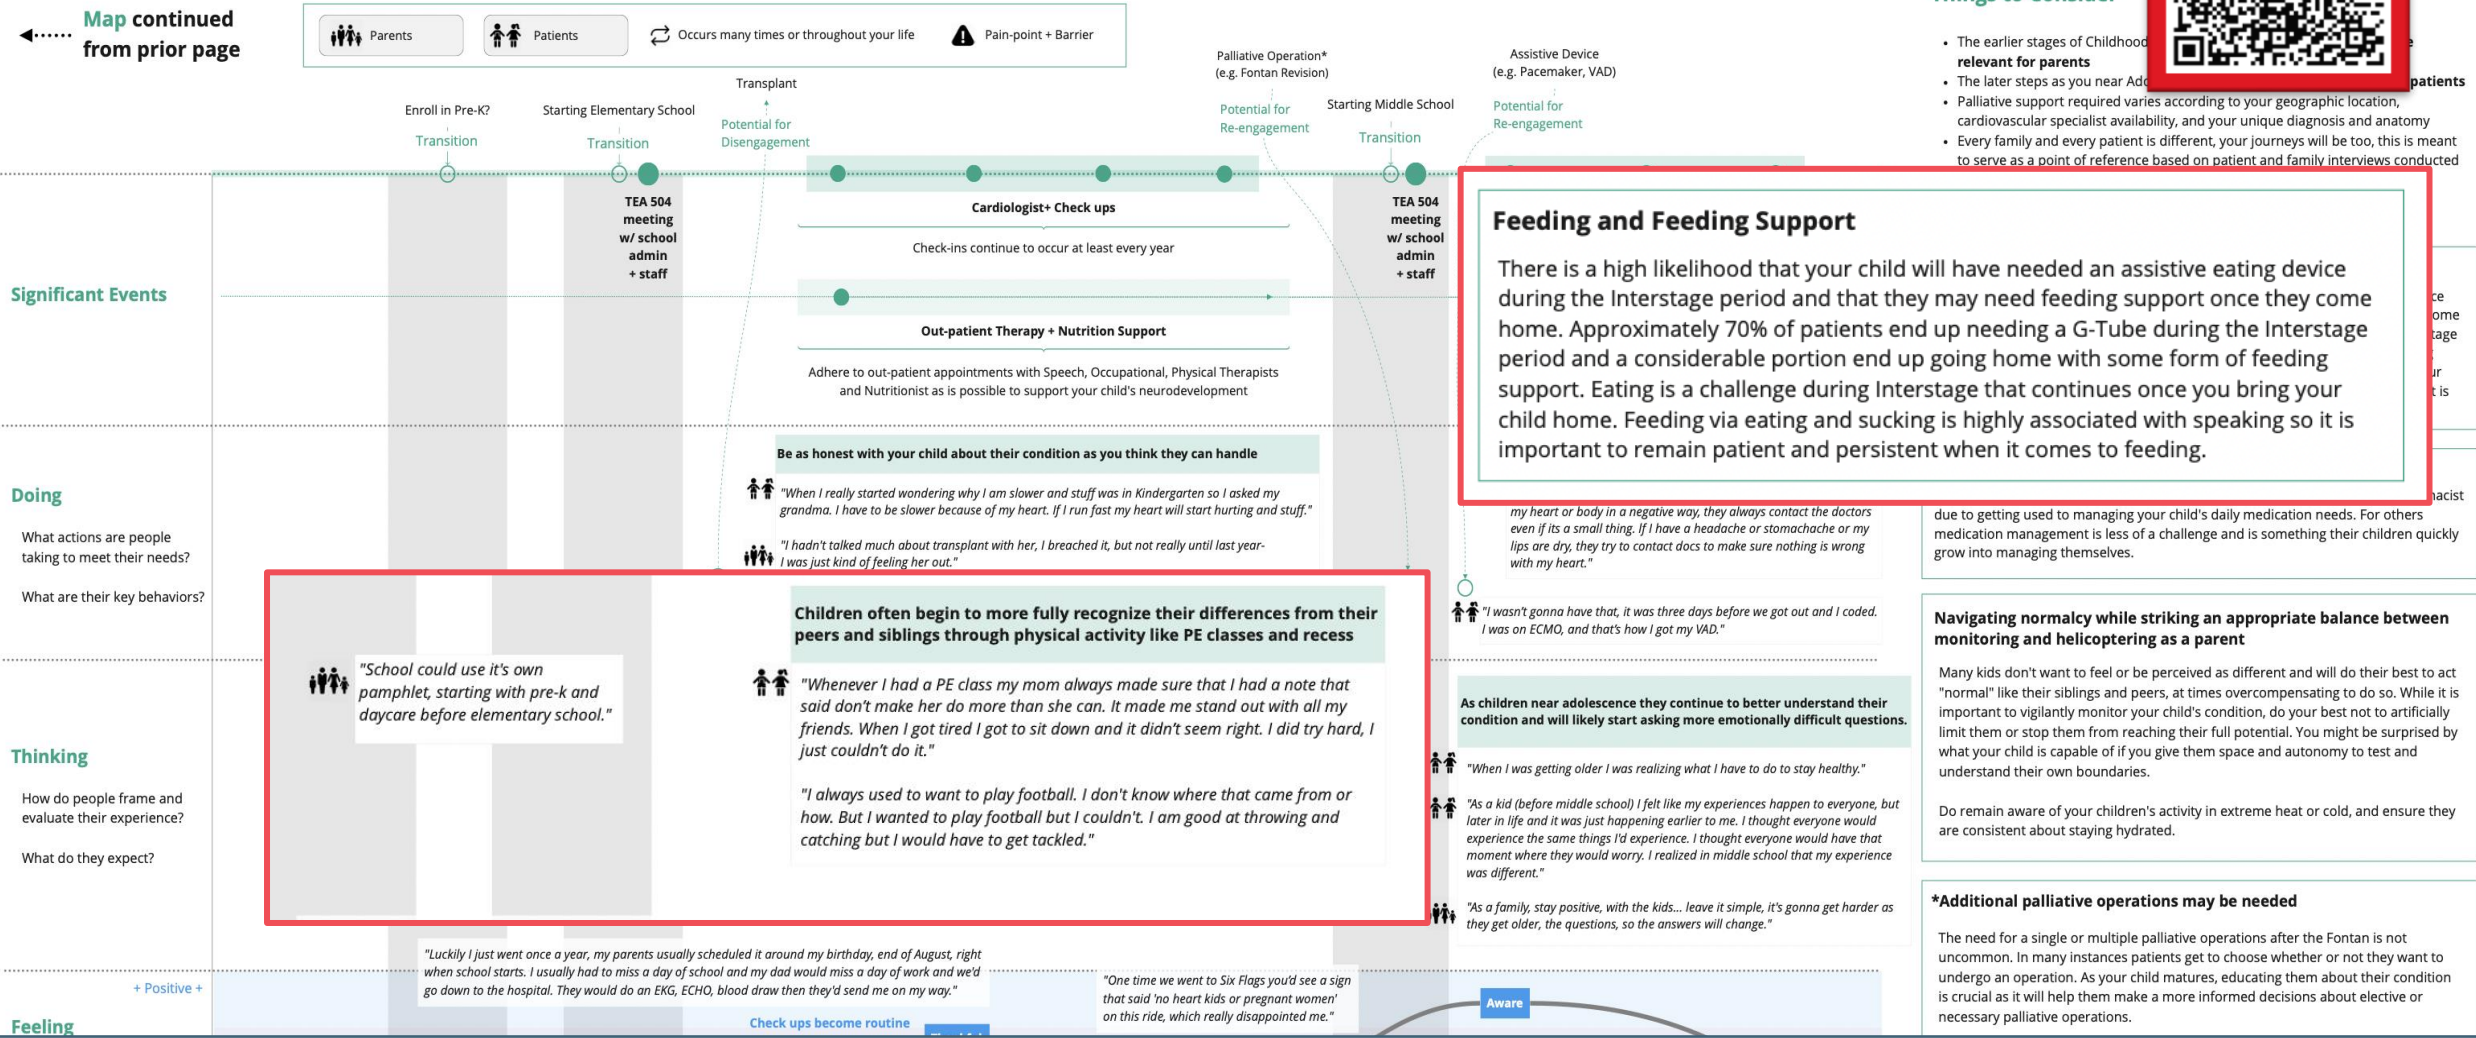 Map continued
from prior page
Parents
Patients
Occurs many times or throughout your life
Pain-point + Barrier
Enroll in Pre-K?
Transition
Starting Elementary School
Transition
Transplant
Potential for
Disengagement
Palliative Operation*
(e.g. Fontan Revision)
Potential for
Re-engagement
Starting Middle School
Transition
Assistive Device
(e.g. Pacemaker, VAD)
Potential for
Re-engagement
The earlier stages of Childhood
relevant for parents
The later steps as you near
patients
Palliative support required varies according to your geographic location,
cardiovascular specialist availability, and your unique diagnosis and anatomy
Every family and every patient is different, your journeys will be too, this is meant
to serve as a point of reference based on patient and family interviews conducted
Significant Events
TEA 504
meeting
w/ school
admin
+ staff
Cardiologist+ Check ups
Check-ins continue to occur at least every year
Out-patient Therapy + Nutrition Support
Adhere to out-patient appointments with Speech, Occupational, Physical Therapists
and Nutritionist as is possible to support your child's neurodevelopment
TEA 504
meeting
w/ school
admin
+ staff
Feeding and Feeding Support
There is a high likelihood that your child will have needed an assistive eating device
during the Interstage period and that they may need feeding support once they come
home. Approximately 70% of patients end up needing a G-Tube during the Interstage
period and a considerable portion end up going home with some form of feeding
support. Eating is a challenge during Interstage that continues once you bring your
child home. Feeding via eating and sucking is highly associated with speaking so it is
important to remain patient and persistent when it comes to feeding.
Doing
What actions are people
taking to meet their needs?
What are their key behaviors?
Be as honest with your child about their condition as you think they can handle
"When I really started wondering why I am slower and stuff was in Kindergarten so I asked my
grandma. I have to be slower because of my heart. If I run fast my heart will start hurting and stuff."
"I hadn't talked much about transplant with her, I breached it, but not really until last year-
I was just kind of feeling her out."
my heart or body in a negative way, they always contact the doctors
even if its a small thing. If I have a headache or stomachache or my
lips are dry, they try to contact docs to make sure nothing is wrong
with my heart."
"I wasn't gonna have that, it was three days before we got out and I coded.
I was on ECMO, and that's how I got my VAD."
due to getting used to managing your child's daily medication needs. For others
medication management is less of a challenge and is something their children quickly
grow into managing themselves.
Thinking
How do people frame and
evaluate their experience?
What do they expect?
"School could use it's own
pamphlet, starting with pre-k and
daycare before elementary school."
Children often begin to more fully recognize their differences from their
peers and siblings through physical activity like PE classes and recess
"Whenever I had a PE class my mom always made sure that I had a note that
said don't make her do more than she can. It made me stand out with all my
friends. When I got tired I got to sit down and it didn't seem right. I did try hard, I
just couldn't do it."
"I always used to want to play football. I don't know where that came from or
how. But I wanted to play football but I couldn't. I am good at throwing and
catching but I would have to get tackled."
As children near adolescence they continue to better understand their
condition and will likely start asking more emotionally difficult questions.
"When I was getting older I was realizing what I have to do to stay healthy."
"As a kid (before middle school) I felt like my experiences happen to everyone, but
later in life and it was just happening earlier to me. I thought everyone would
experience the same things I'd experience. I thought everyone would have that
moment where they would worry. I realized in middle school that my experience
was different."
"As a family, stay positive, with the kids... leave it simple, it's gonna get harder as
they get older, the questions, so the answers will change."
Navigating normalcy while striking an appropriate balance between
monitoring and helicoptering as a parent
Many kids don't want to feel or be perceived as different and will do their best to act
"normal" like their siblings and peers, at times overcompensating to do so. While it is
important to vigilantly monitor your child's condition, do your best not to artificially
limit them or stop them from reaching their full potential. You might be surprised by
what your child is capable of if you give them space and autonomy to test and
understand their own boundaries.
Do remain aware of your children's activity in extreme heat or cold, and ensure they
are consistent about staying hydrated.
*Additional palliative operations may be needed
The need for a single or multiple palliative operations after the Fontan is not
uncommon. In many instances patients get to choose whether or not they want to
undergo an operation. As your child matures, educating them about their condition
is crucial as it will help them make a more informed decisions about elective or
necessary palliative operations.
Feeling
+ Positive +
"Luckily I just went once a year, my parents usually scheduled it around my birthday, end of August, right
when school starts. I usually had to miss a day of school and my dad would miss a day of work and we'd
go down to the hospital. They would do an EKG, ECHO, blood draw then they'd send me on my way."
Check ups become routine
"One time we went to Six Flags you'd see a sign
that said 'no heart kids or pregnant women'
on this ride, which really disappointed me."
Aware